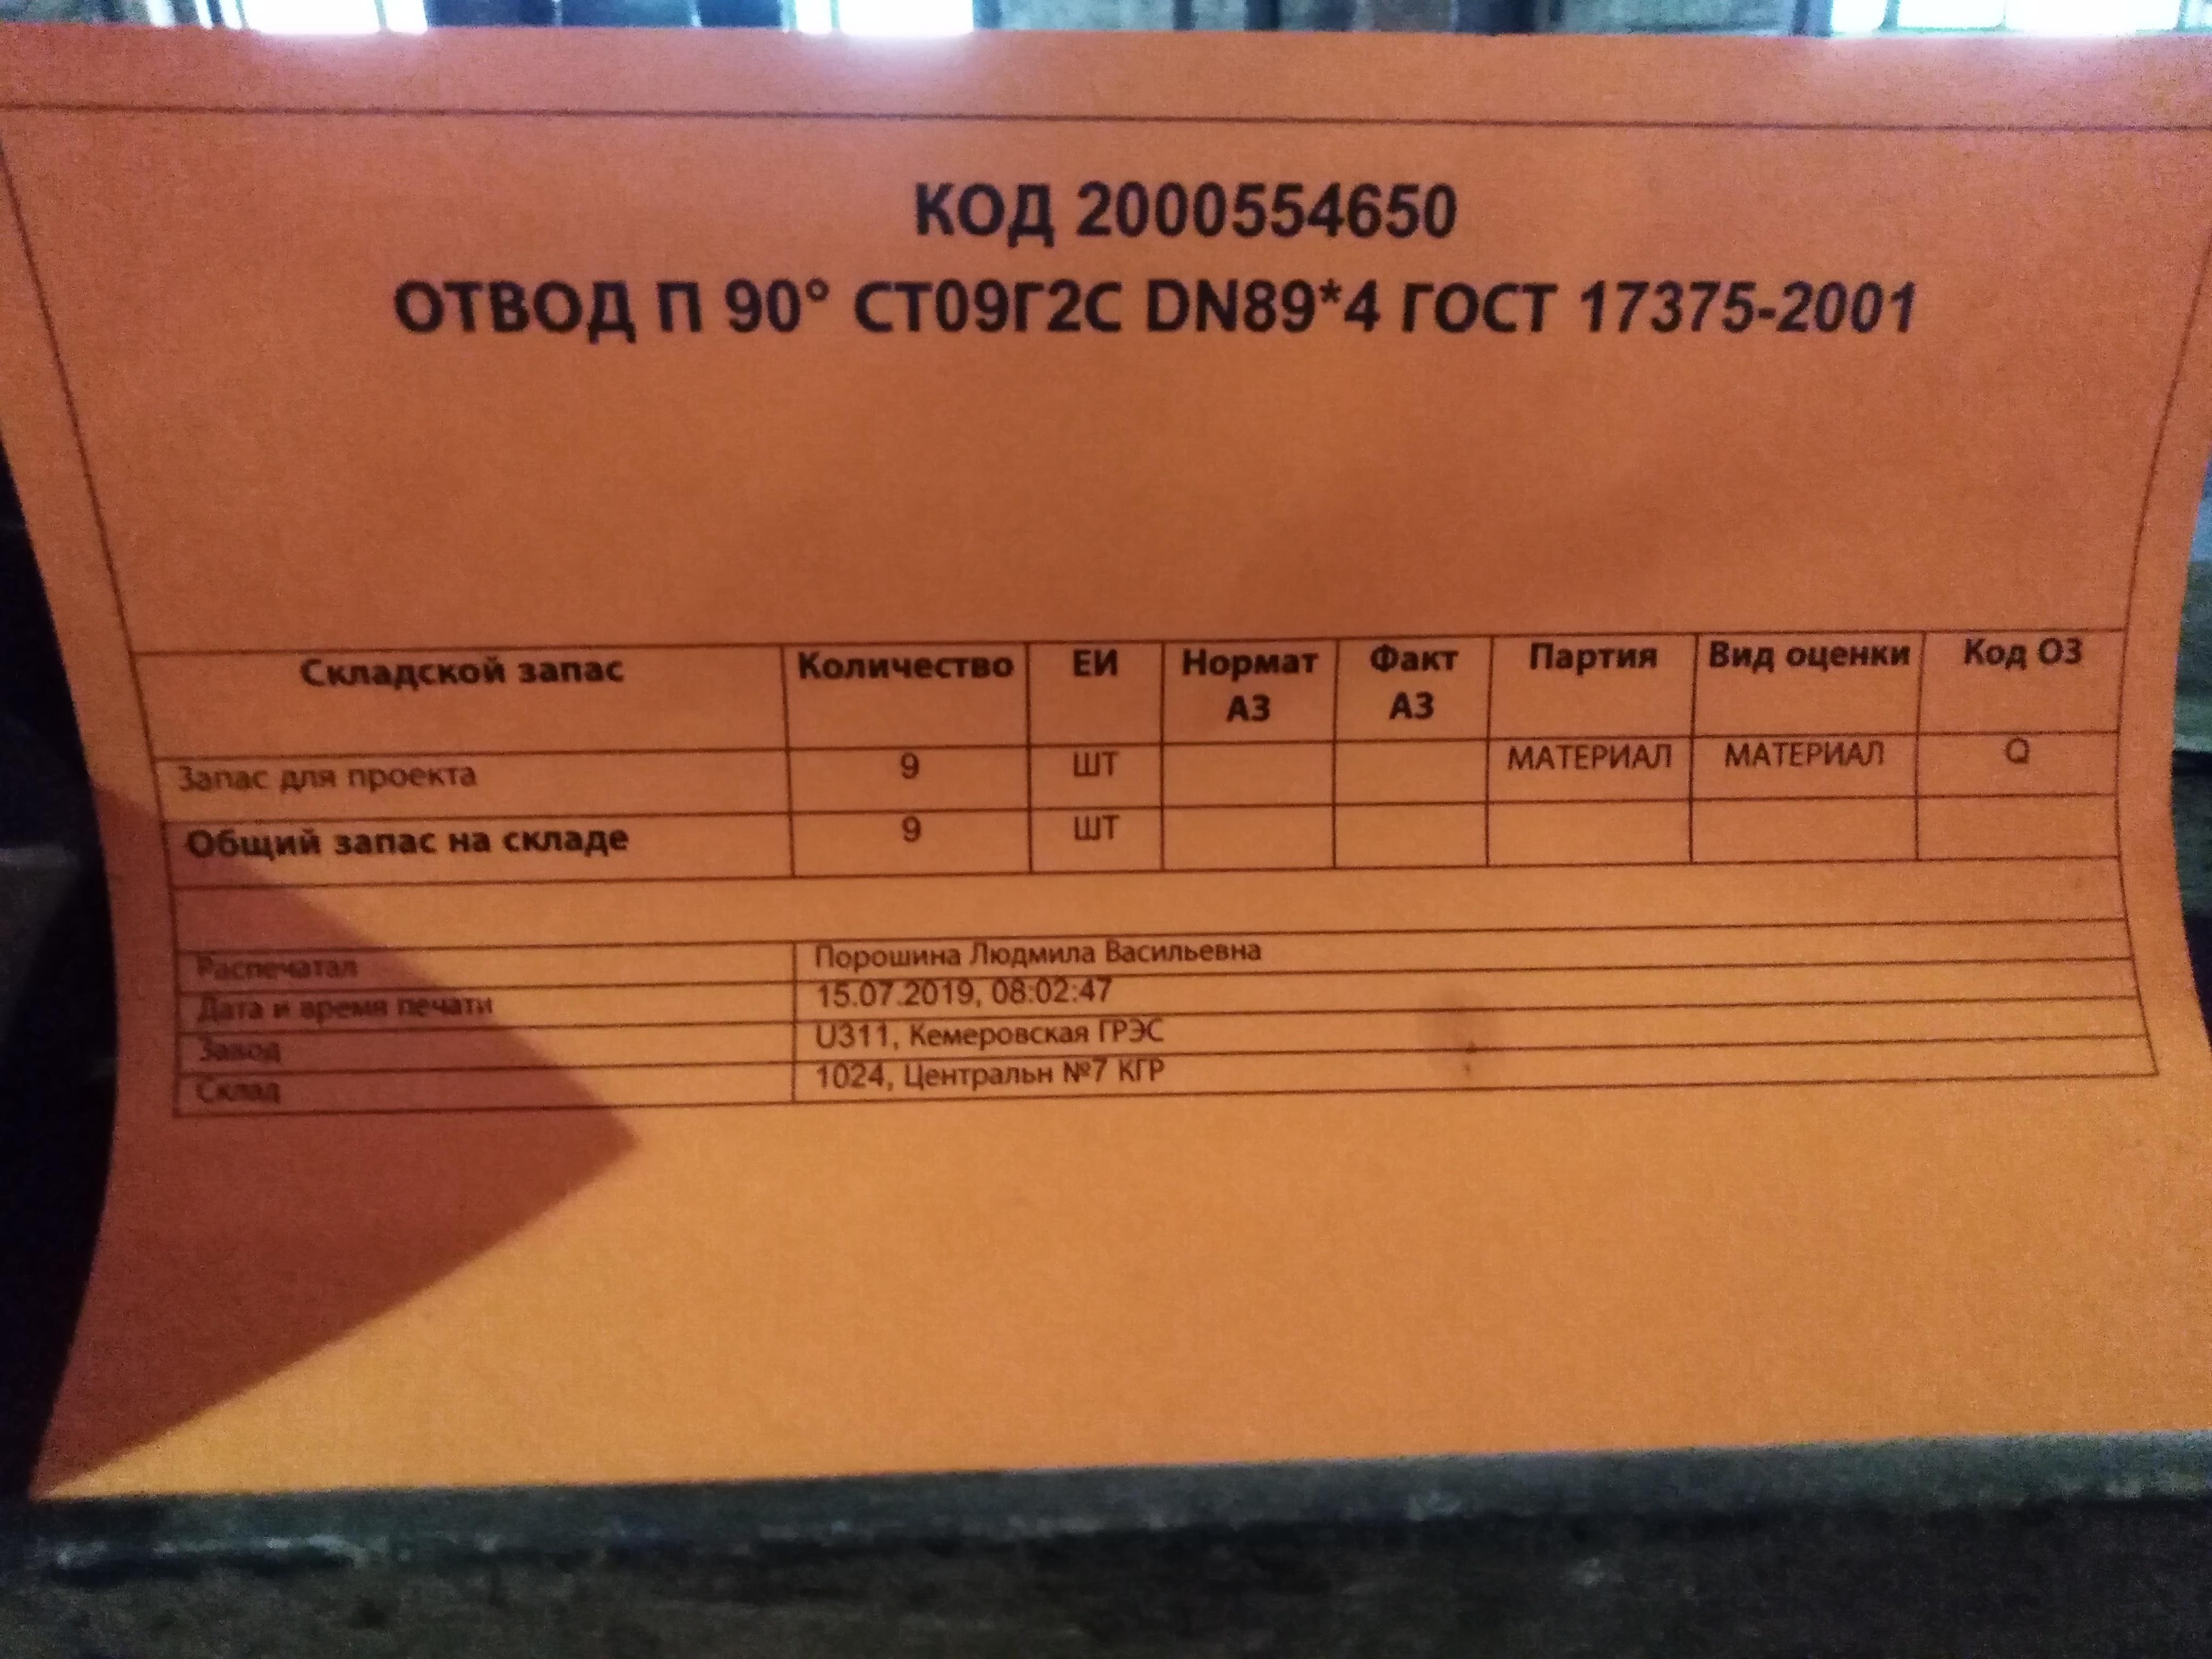 КОД 2000554650
ОТВОД П 90° СТ09Г2С DN89*4 ГОСТ 17375-2001
Складской запас Количество ЕИ Нормат АЗ Факт АЗ Партия Вид оценки Код ОЗ
Запас для проекта 9 ШТ МАТЕРИАЛ МАТЕРИАЛ Q
Общий запас на складе 9 ШТ
Распечатал Порошина Людмила Васильевна
Дата и время печати 15.07.2019, 08:02:47
Завод U311, Кемеровская ГРЭС
Склад 1024, Центральн №7 КГР